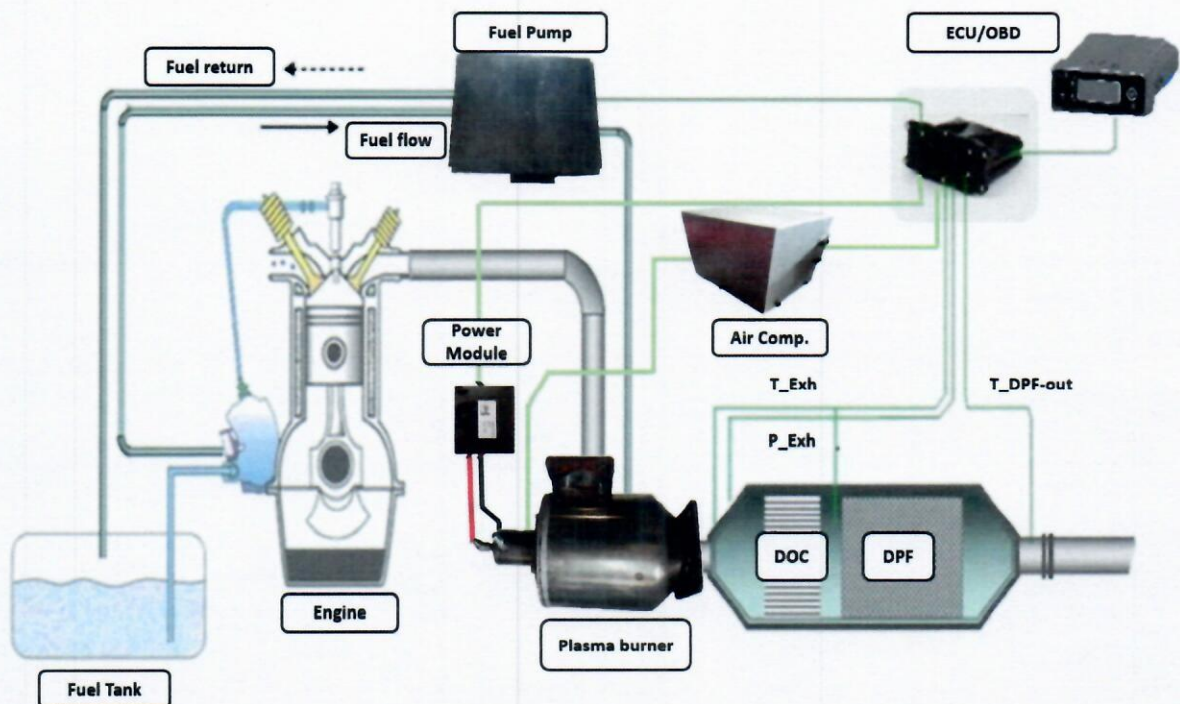 Fuel Pump
ECU/OBD
Fuel return
Fuel flow
Power
Module
Air Comp.
T_Exh
T_DPF-out
P_Exh
DOC
DPF
Engine
Plasma burner
Fuel Tank